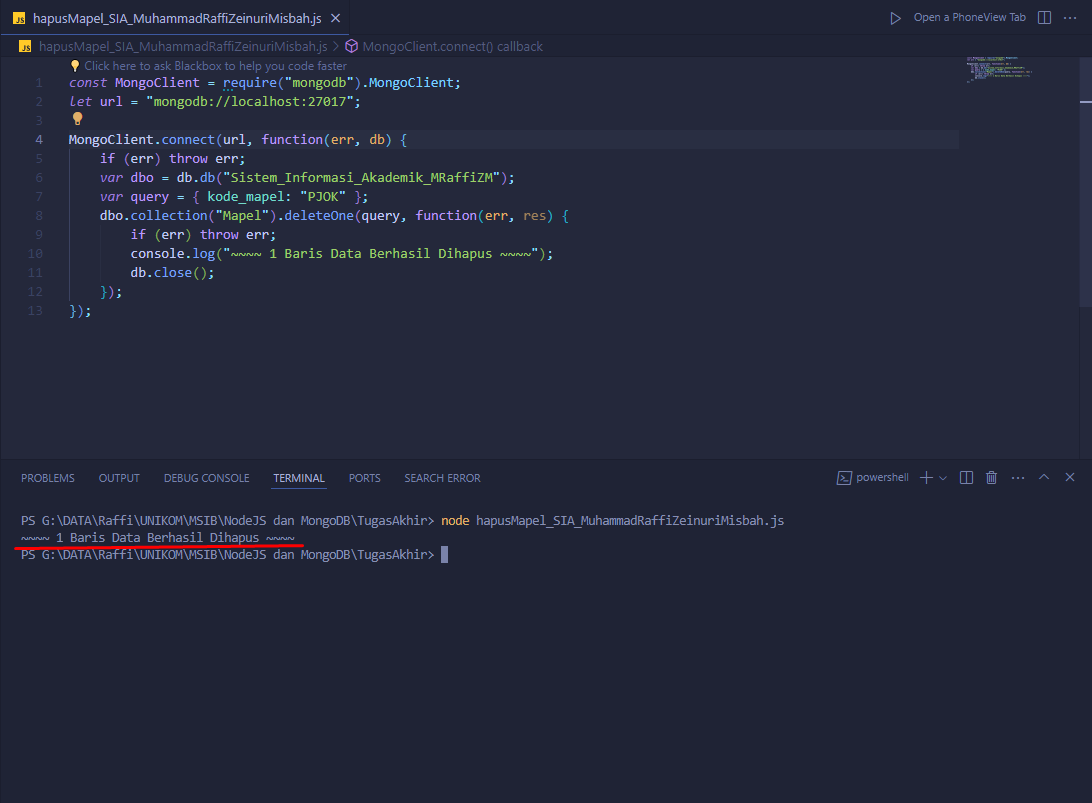 JS hapusMapel_SIA_MuhammadRaffiZeinuriMisbah.js
Open a PhoneView Tab
JS hapusMapel_SIA_MuhammadRaffiZeinuriMisbah.js > MongoClient.connect() callback
Click here to ask Blackbox to help you code faster
1 const MongoClient = require("mongodb").MongoClient;
2 let url = "mongodb://localhost:27017";
3
4 MongoClient.connect(url, function(err, db) {
5 if (err) throw err;
6 var dbo = db.db("Sistem_Informasi_Akademik_MRaffiZM");
7 var query = { kode_mapel: "PJOK" };
8 dbo.collection("Mapel").deleteOne(query, function(err, res) {
9 if (err) throw err;
10 console.log("~~~~ 1 Baris Data Berhasil Dihapus ~~~~");
11 db.close();
12 });
13 });
PROBLEMS OUTPUT DEBUG CONSOLE TERMINAL PORTS SEARCH ERROR powershell
PS G:\DATA\Raffi\UNIKOM\MSIB\NodeJS dan MongoDB\TugasAkhir> node hapusMapel_SIA_MuhammadRaffiZeinuriMisbah.js
~~~~ 1 Baris Data Berhasil Dihapus ~~~~
PS G:\DATA\Raffi\UNIKOM\MSIB\NodeJS dan MongoDB\TugasAkhir>